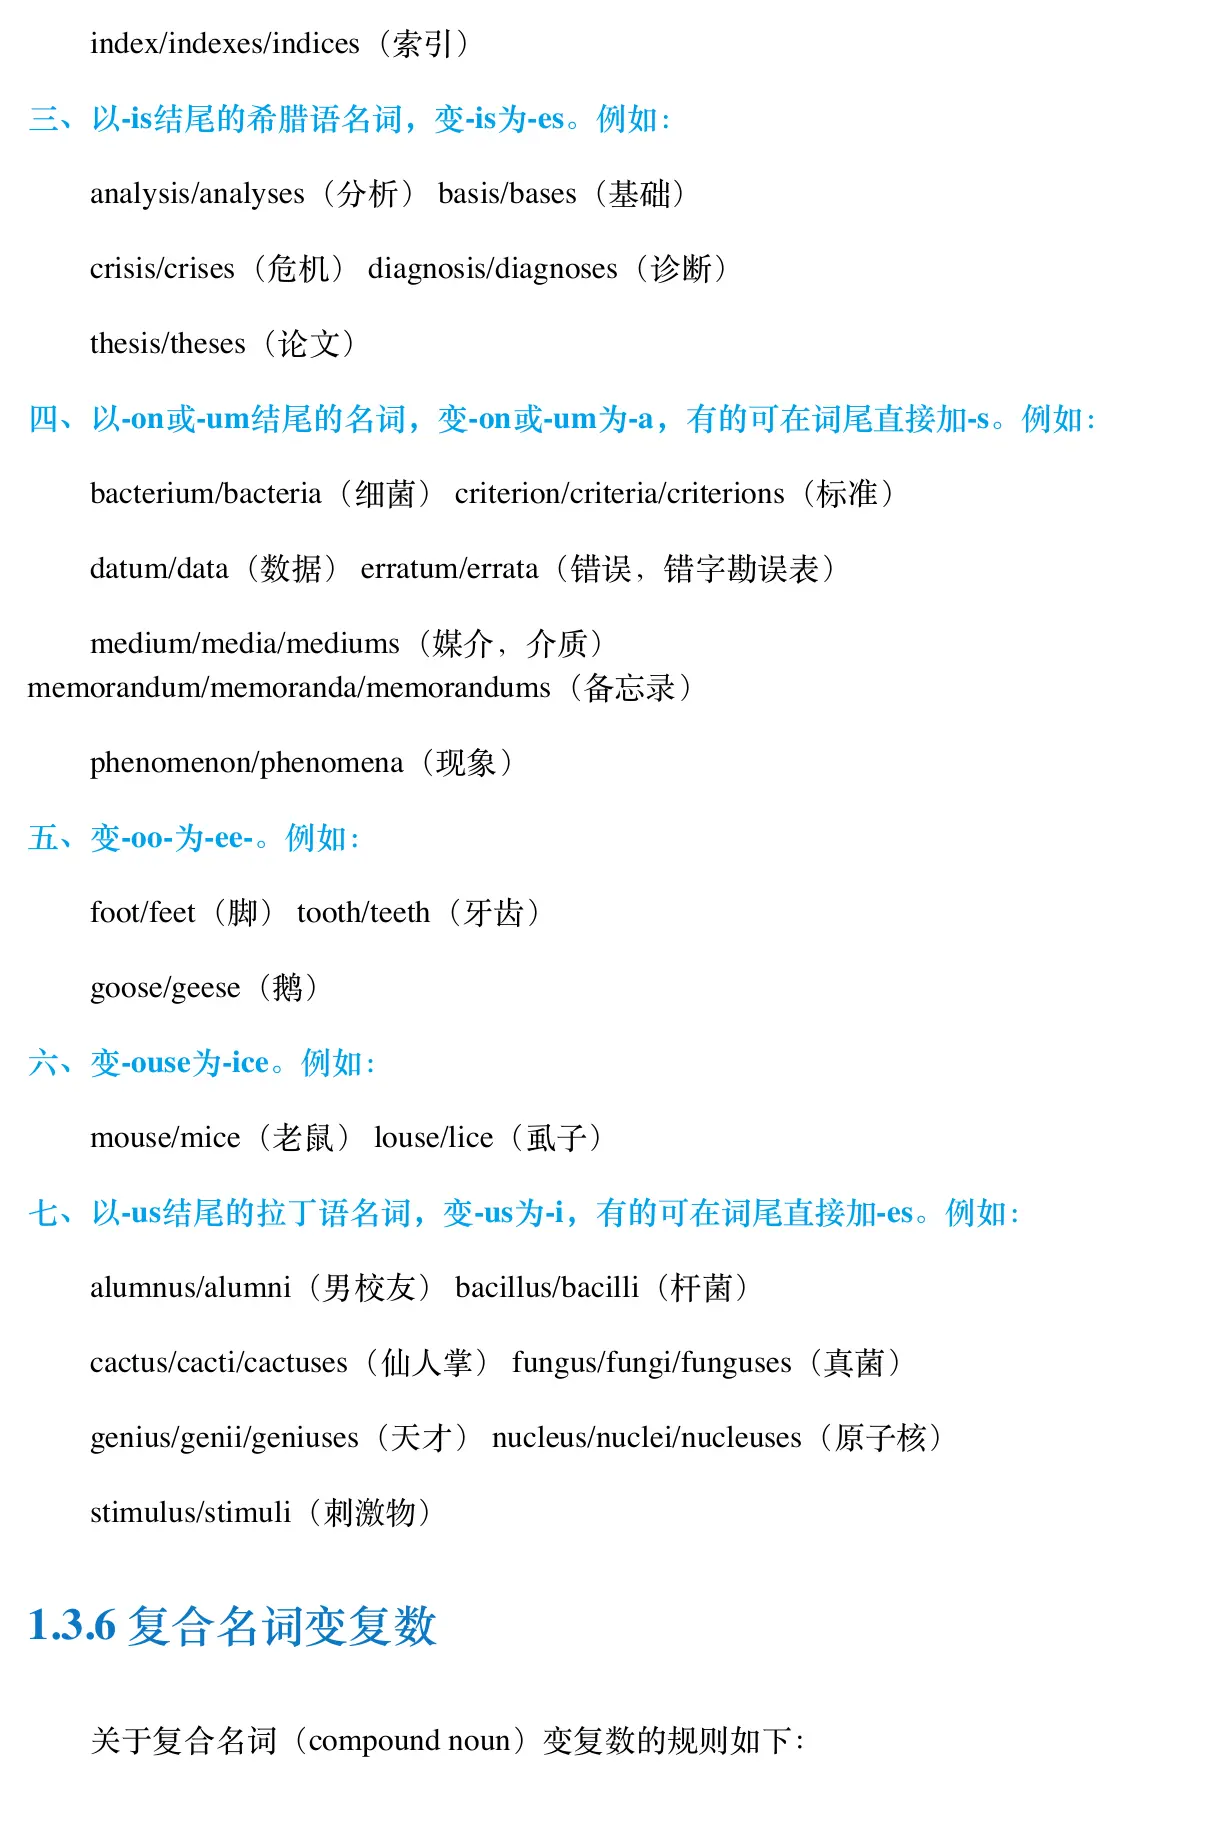 index/indexes/indices（索引）
三、以-is结尾的希腊语名词，变-is为-es。例如：
analysis/analyses（分析） basis/bases（基础）
crisis/crises（危机） diagnosis/diagnoses（诊断）
thesis/theses（论文）
四、以-on或-um结尾的名词，变-on或-um为-a，有的可在词尾直接加-s。例如：
bacterium/bacteria（细菌） criterion/criteria/criterions（标准）
datum/data（数据） erratum/errata（错误，错字勘误表）
medium/media/mediums（媒介，介质）
memorandum/memoranda/memorandums（备忘录）
phenomenon/phenomena（现象）
五、变-oo-为-ee-。例如：
foot/feet（脚） tooth/teeth（牙齿）
goose/geese（鹅）
六、变-ouse为-ice。例如：
mouse/mice（老鼠） louse/lice（虱子）
七、以-us结尾的拉丁语名词，变-us为-i，有的可在词尾直接加-es。例如：
alumnus/alumni（男校友） bacillus/bacilli（杆菌）
cactus/cacti/cactuses（仙人掌） fungus/fungi/funguses（真菌）
genius/genii/geniuses（天才） nucleus/nuclei/nucleuses（原子核）
stimulus/stimuli（刺激物）
1.3.6 复合名词变复数
关于复合名词（compound noun）变复数的规则如下：